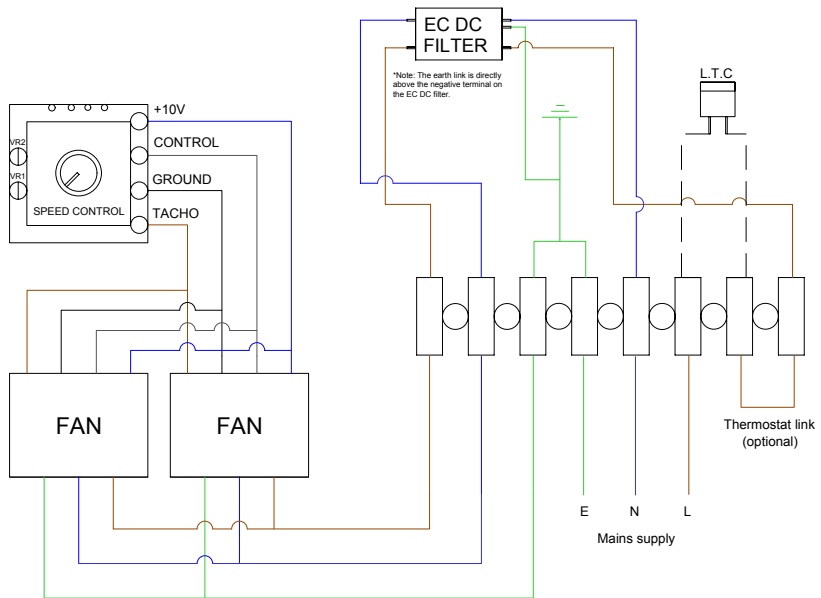 EC DC
FILTER
*Note: The earth link is directly
above the negative terminal on
the EC DC filter.
L.T.C
+10V
CONTROL
GROUND
TACHO
VR2
VR1
SPEED CONTROL
FAN
FAN
Thermostat link
(optional)
E
N
L
Mains supply